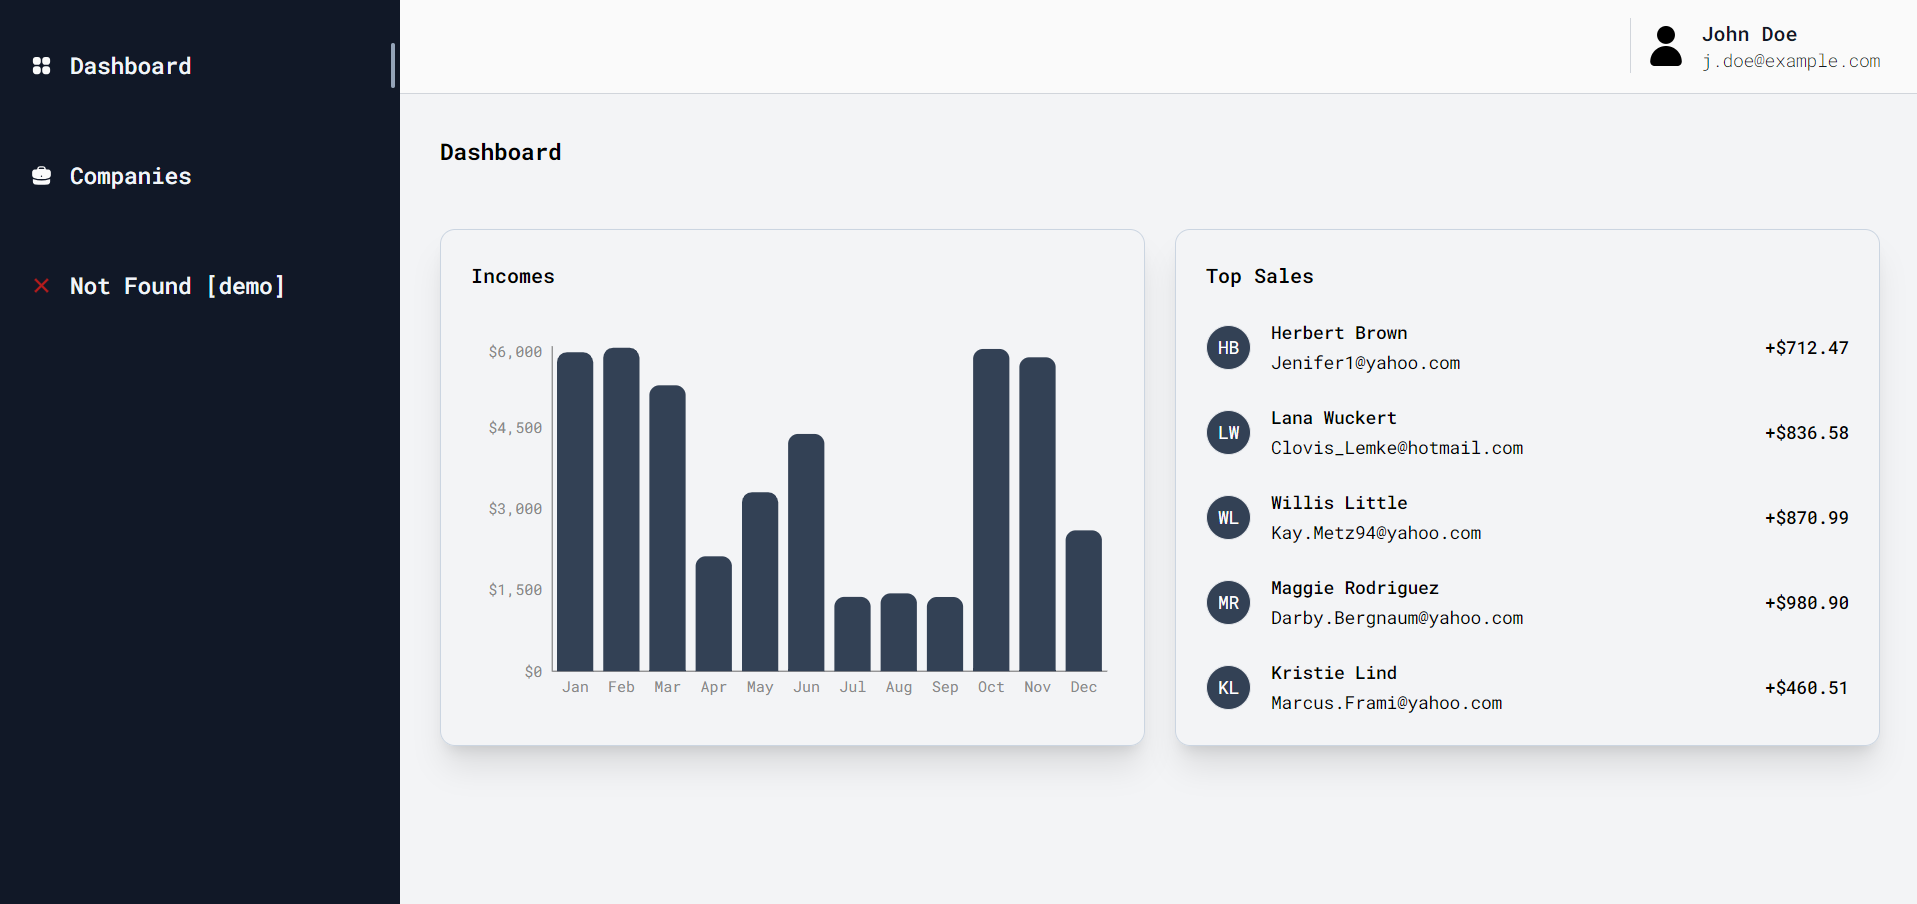 Dashboard
Companies
Not Found [demo]
John Doe
j.doe@example.com
Dashboard
Incomes
$6,000
$4,500
$3,000
$1,500
$0
Jan Feb Mar Apr May Jun Jul Aug Sep Oct Nov Dec
Top Sales
HB
Herbert Brown
Jenifer1@yahoo.com
+$712.47
LW
Lana Wuckert
Clovis_Lemke@hotmail.com
+$836.58
WL
Willis Little
Kay.Metz94@yahoo.com
+$870.99
MR
Maggie Rodriguez
Darby.Bergnaum@yahoo.com
+$980.90
KL
Kristie Lind
Marcus.Frami@yahoo.com
+$460.51